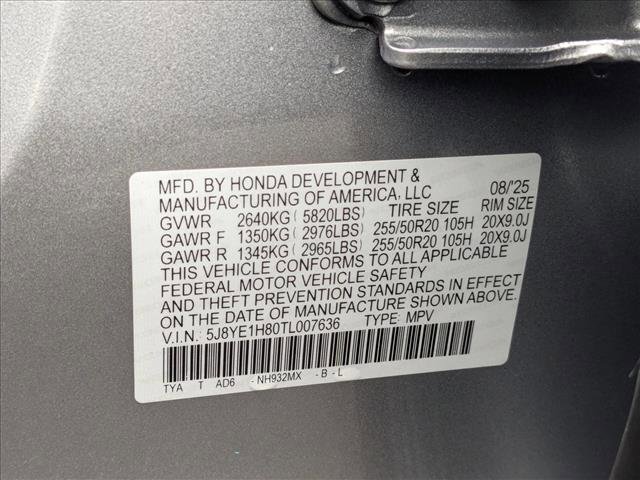 MFD. BY HONDA DEVELOPMENT &
MANUFACTURING OF AMERICA, LLC 08/'25
GVWR 2640KG ( 5820LBS) TIRE SIZE RIM SIZE
GAWR F 1350KG ( 2976LBS) 255/50R20 105H 20X9.0J
GAWR R 1345KG ( 2965LBS) 255/50R20 105H 20X9.0J
THIS VEHICLE CONFORMS TO ALL APPLICABLE
FEDERAL MOTOR VEHICLE SAFETY
AND THEFT PREVENTION STANDARDS IN EFFECT
ON THE DATE OF MANUFACTURE SHOWN ABOVE.
V.I.N.: 5J8YE1H80TL007636 TYPE: MPV
TYA T AD6 - NH932MX - B - L